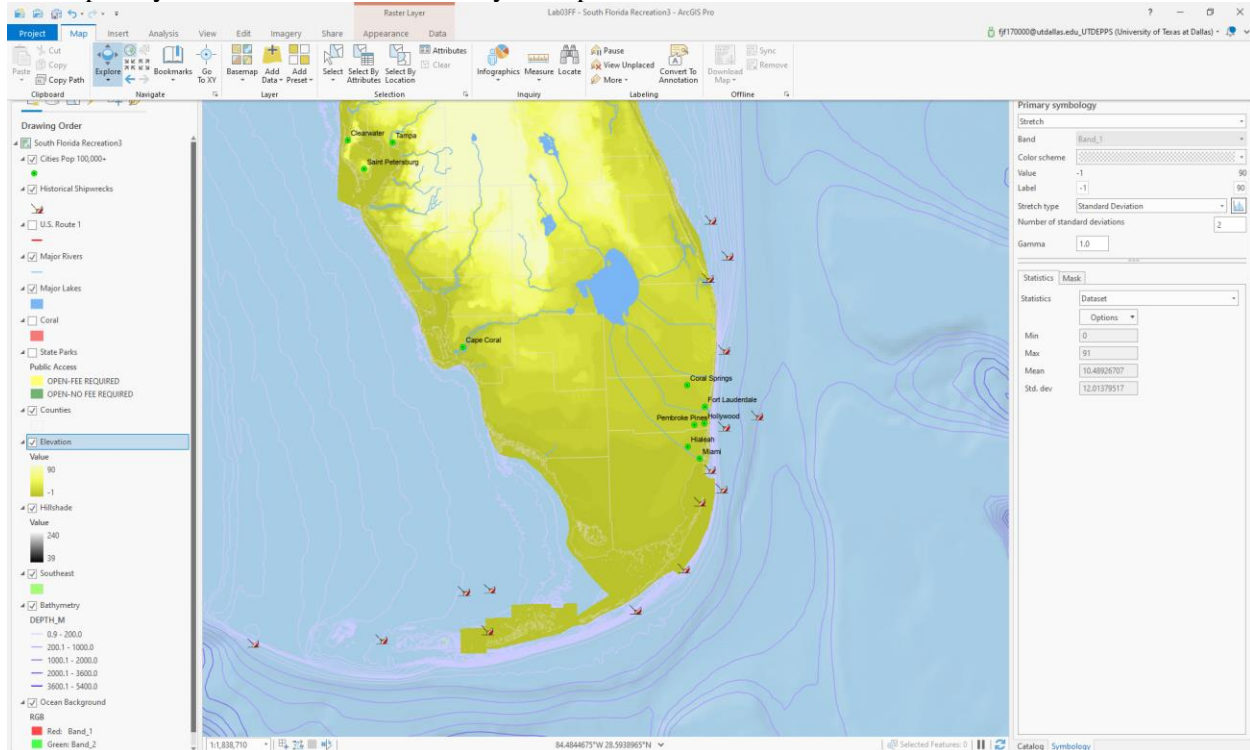 Lab03FF - South Florida Recreation3 - ArcGIS Pro
Raster Layer
Project Map Insert Analysis View Edit Imagery Share Appearance Data
fjf170000@utdallas.edu_UTDEPPS (University of Texas at Dallas)
Cut
Copy
Copy Path
Paste
Clipboard
Explore
Bookmarks
Go To XY
Navigate
Basemap
Add Data
Add Preset
Layer
Select
Select By Attributes
Select By Location
Attributes
Clear
Selection
Infographics
Measure
Locate
Inquiry
Pause
View Unplaced
More
Convert To Annotation
Labeling
Download Map
Sync
Remove
Offline
Drawing Order
South Florida Recreation3
Cities Pop 100,000+
Historical Shipwrecks
U.S. Route 1
Major Rivers
Major Lakes
Coral
State Parks
Public Access
OPEN-FEE REQUIRED
OPEN-NO FEE REQUIRED
Counties
Elevation
Value
90
-1
Hillshade
Value
240
39
Southeast
Bathymetry
DEPTH_M
0.9 - 200.0
200.1 - 1000.0
1000.1 - 2000.0
2000.1 - 3600.0
3600.1 - 5400.0
Ocean Background
RGB
Red: Band_1
Green: Band_2
Clearwater
Tampa
Saint Petersburg
Cape Coral
Coral Springs
Fort Lauderdale
Pembroke Pines
Hollywood
Hialeah
Miami
1:1,838,710
84.4844675°W 28.5938965°N
Selected Features: 0
Primary symbology
Stretch
Band Band_1
Color scheme
Value -1 90
Label -1 90
Stretch type Standard Deviation
Number of standard deviations 2
Gamma 1.0
Statistics Mask
Statistics Dataset
Options
Min 0
Max 91
Mean 10.48926707
Std. dev 12.01379517
Catalog Symbology